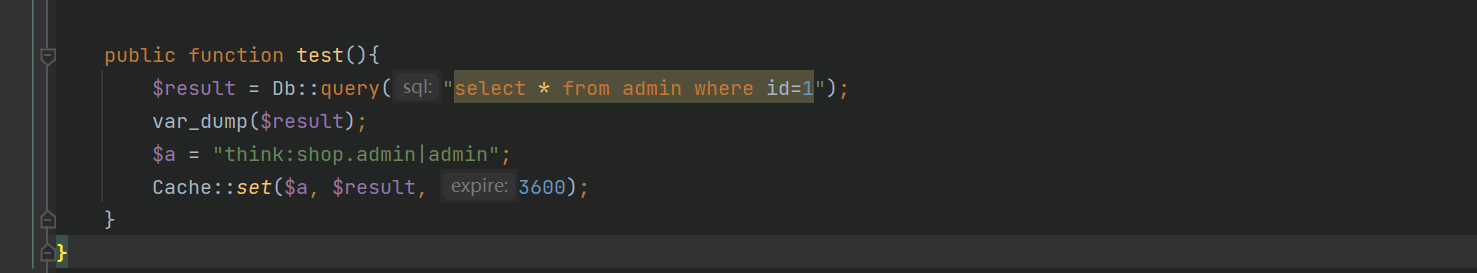 public function test(){
$result = Db::query( sql: "select * from admin where id=1");
var_dump($result);
$a = "think:shop.admin|admin";
Cache::set($a, $result, expire: 3600);
}
}